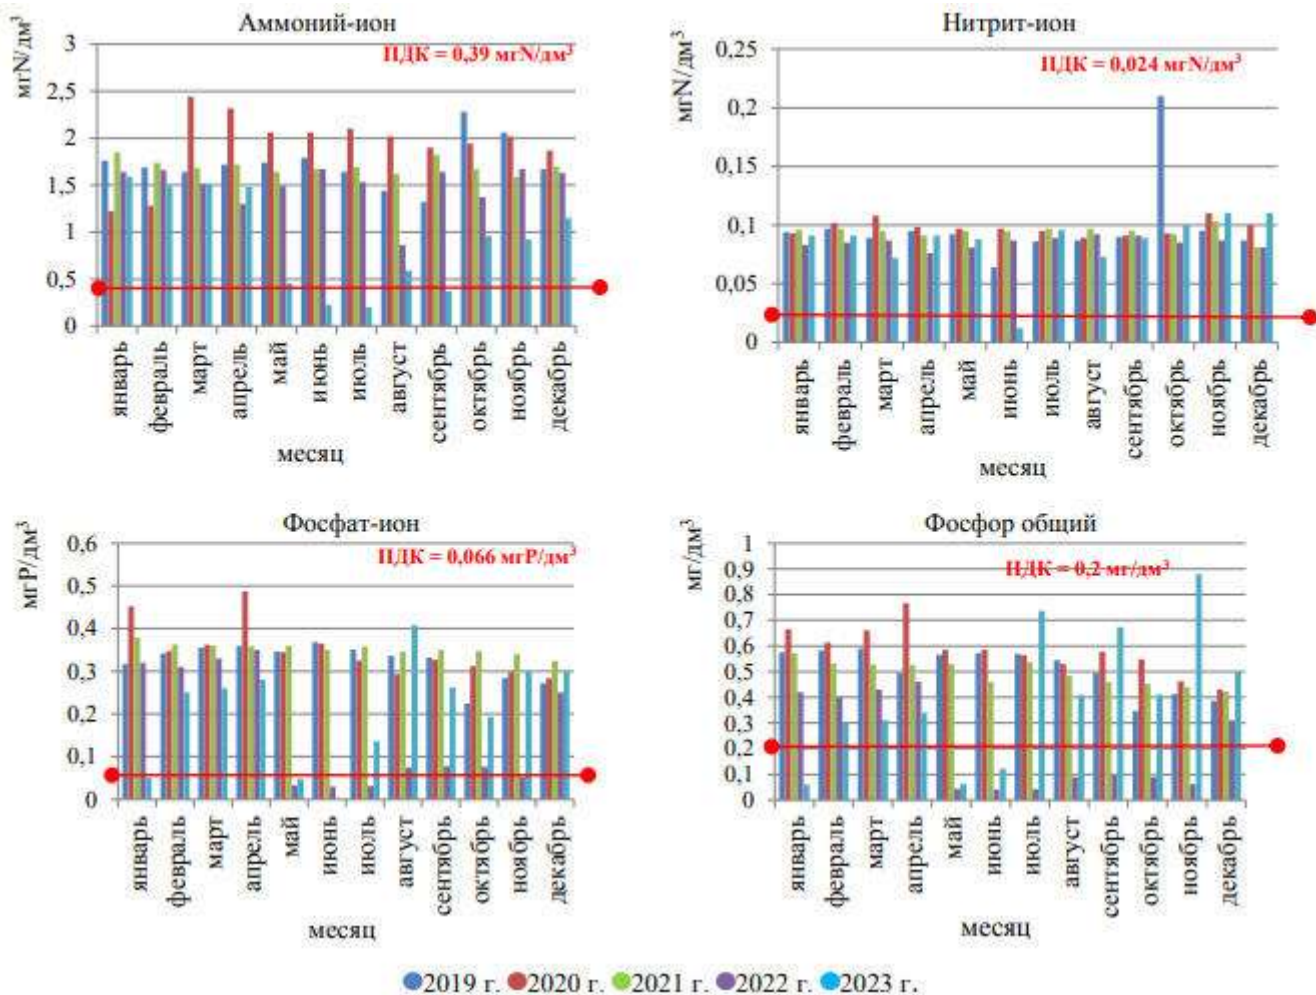 Аммоний-ион
мгN/дм³
ПДК = 0,39 мгN/дм³
3
2,5
2
1,5
1
0,5
0
январь
февраль
март
апрель
май
июнь
июль
август
сентябрь
октябрь
ноябрь
декабрь
месяц
Нитрит-ион
мгN/дм³
ПДК = 0,024 мгN/дм³
0,25
0,2
0,15
0,1
0,05
0
январь
февраль
март
апрель
май
июнь
июль
август
сентябрь
октябрь
ноябрь
декабрь
месяц
Фосфат-ион
мгP/дм³
ПДК = 0,066 мгP/дм³
0,6
0,5
0,4
0,3
0,2
0,1
0
январь
февраль
март
апрель
май
июнь
июль
август
сентябрь
октябрь
ноябрь
декабрь
месяц
Фосфор общий
мг/дм³
ПДК = 0,2 мг/дм³
1
0,9
0,8
0,7
0,6
0,5
0,4
0,3
0,2
0,1
0
январь
февраль
март
апрель
май
июнь
июль
август
сентябрь
октябрь
ноябрь
декабрь
месяц
2019 г. 2020 г. 2021 г. 2022 г. 2023 г.